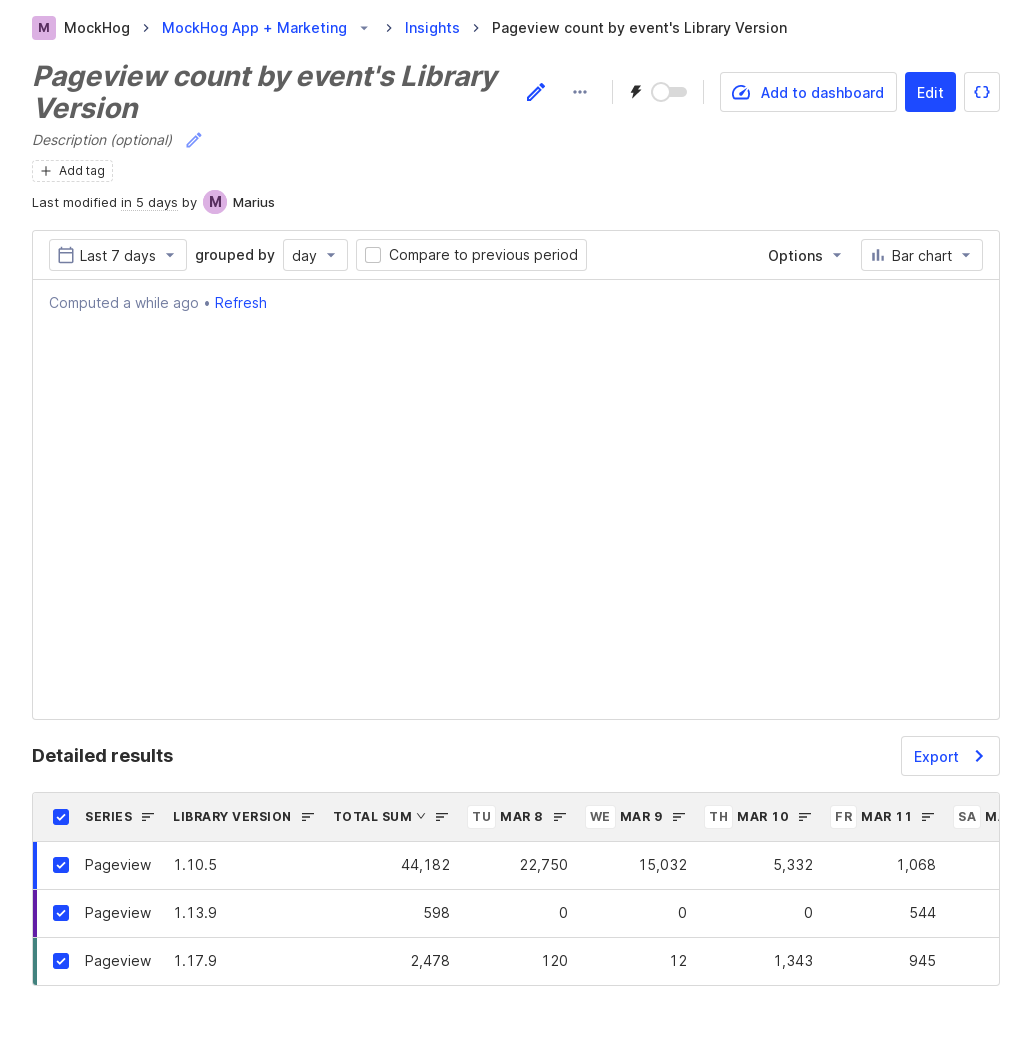 M MockHog MockHog App + Marketing Insights Pageview count by event's Library Version
Pageview count by event's Library
Version
Add to dashboard Edit
Description (optional)
Add tag
Last modified in 5 days by M Marius
Last 7 days grouped by day Compare to previous period Options Bar chart
Computed a while ago • Refresh
Detailed results Export
SERIES LIBRARY VERSION TOTAL SUM TU MAR 8 WE MAR 9 TH MAR 10 FR MAR 11 SA
Pageview 1.10.5 44,182 22,750 15,032 5,332 1,068
Pageview 1.13.9 598 0 0 0 544
Pageview 1.17.9 2,478 120 12 1,343 945